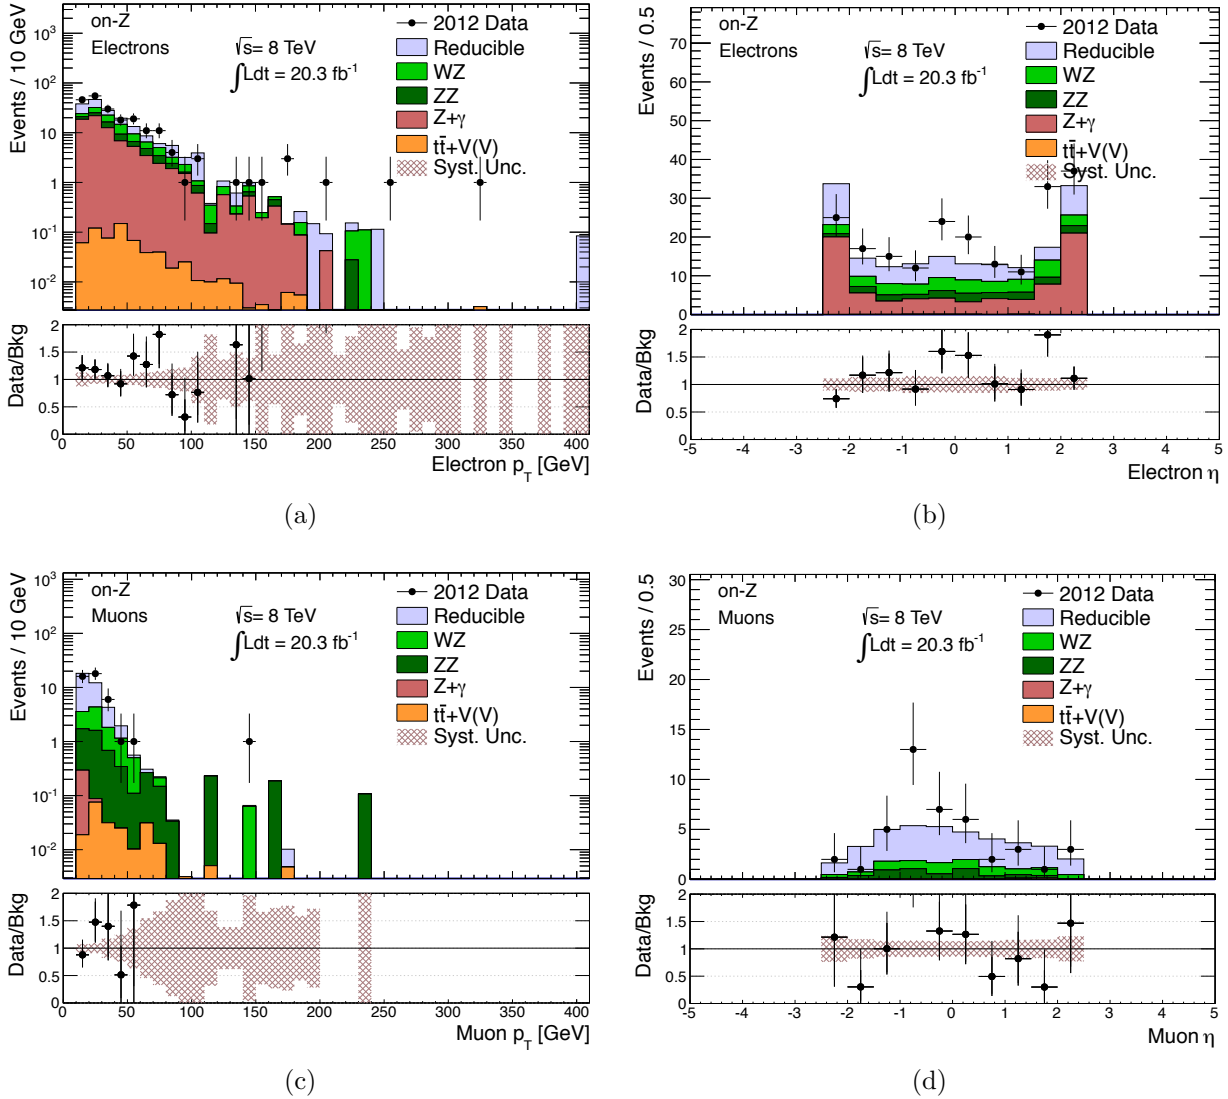 Events / 10 GeV
10³
10²
10
1
10⁻¹
10⁻²
on-Z
Electrons
√s= 8 TeV
∫Ldt = 20.3 fb⁻¹
2012 Data
Reducible
WZ
ZZ
Z+γ
tt̄+V(V)
Syst. Unc.
Data/Bkg
2
1.5
1
0.5
0
0 50 100 150 200 250 300 350 400
Electron p_T [GeV]
(a)
Events / 0.5
70
60
50
40
30
20
10
0
on-Z
Electrons
√s= 8 TeV
∫Ldt = 20.3 fb⁻¹
2012 Data
Reducible
WZ
ZZ
Z+γ
tt̄+V(V)
Syst. Unc.
Data/Bkg
2
1.5
1
0.5
0
-5 -4 -3 -2 -1 0 1 2 3 4 5
Electron η
(b)
Events / 10 GeV
10³
10²
10
1
10⁻¹
10⁻²
on-Z
Muons
√s= 8 TeV
∫Ldt = 20.3 fb⁻¹
2012 Data
Reducible
WZ
ZZ
Z+γ
tt̄+V(V)
Syst. Unc.
Data/Bkg
2
1.5
1
0.5
0
0 50 100 150 200 250 300 350 400
Muon p_T [GeV]
(c)
Events / 0.5
30
25
20
15
10
5
0
on-Z
Muons
√s= 8 TeV
∫Ldt = 20.3 fb⁻¹
2012 Data
Reducible
WZ
ZZ
Z+γ
tt̄+V(V)
Syst. Unc.
Data/Bkg
2
1.5
1
0.5
0
-5 -4 -3 -2 -1 0 1 2 3 4 5
Muon η
(d)